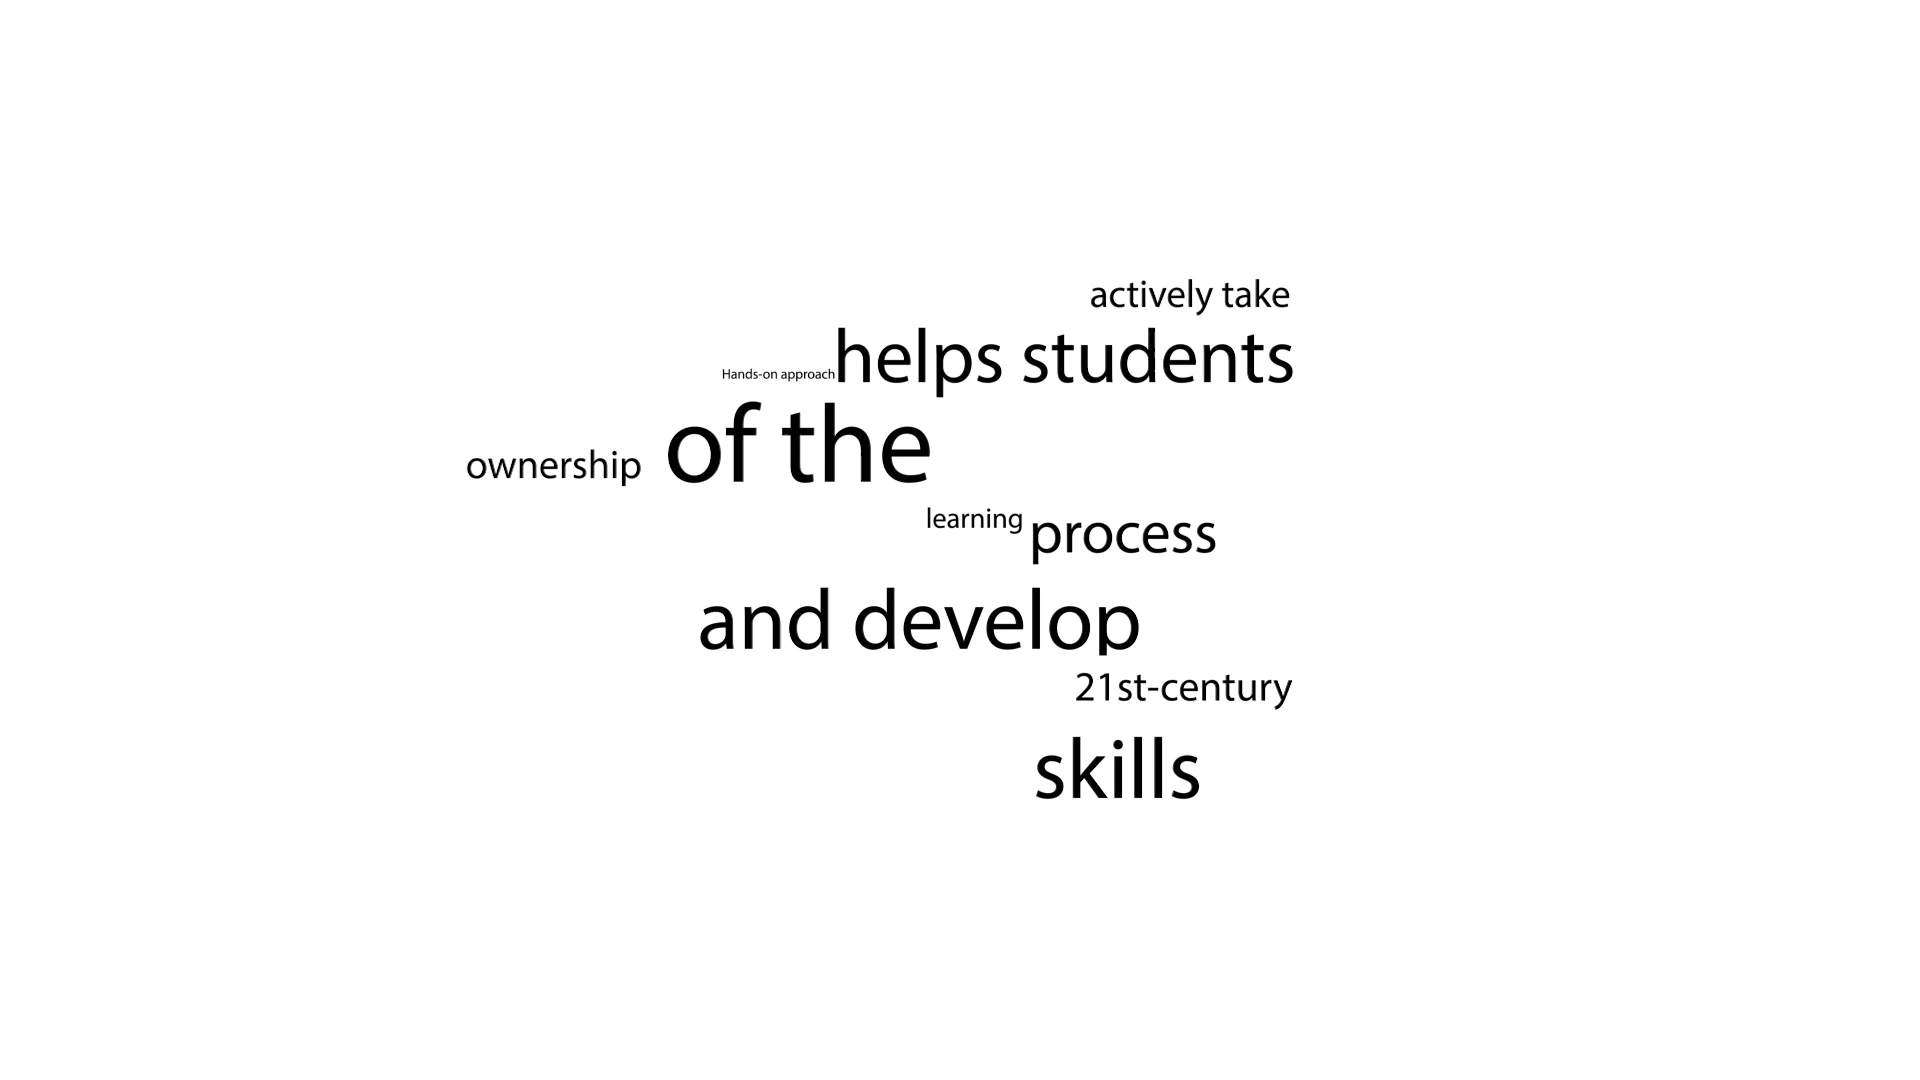 actively take
Hands-on approach helps students
ownership of the
learning process
and develop
21st-century
skills